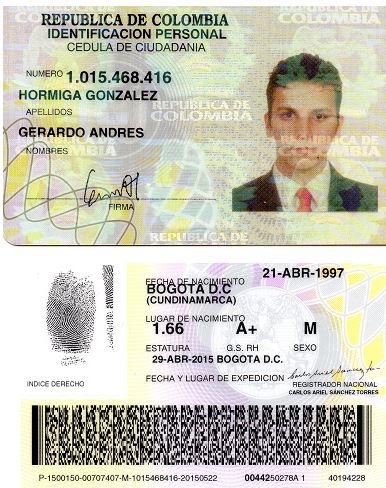 REPUBLICA DE COLOMBIA
IDENTIFICACION PERSONAL
CEDULA DE CIUDADANIA
NUMERO 1.015.468.416
HORMIGA GONZALEZ
APELLIDOS
GERARDO ANDRES
NOMBRES
FIRMA
REPUBLICA DE
COLOMBIA
FECHA DE NACIMIENTO 21-ABR-1997
BOGOTA D.C
(CUNDINAMARCA)
LUGAR DE NACIMIENTO
1.66 A+ M
ESTATURA G.S. RH SEXO
29-ABR-2015 BOGOTA D.C.
FECHA Y LUGAR DE EXPEDICION
INDICE DERECHO
REGISTRADOR NACIONAL
CARLOS ARIEL SÁNCHEZ TORRES
P-1500150-00707407-M-1015468416-20150522 0044250278A 1 40194228